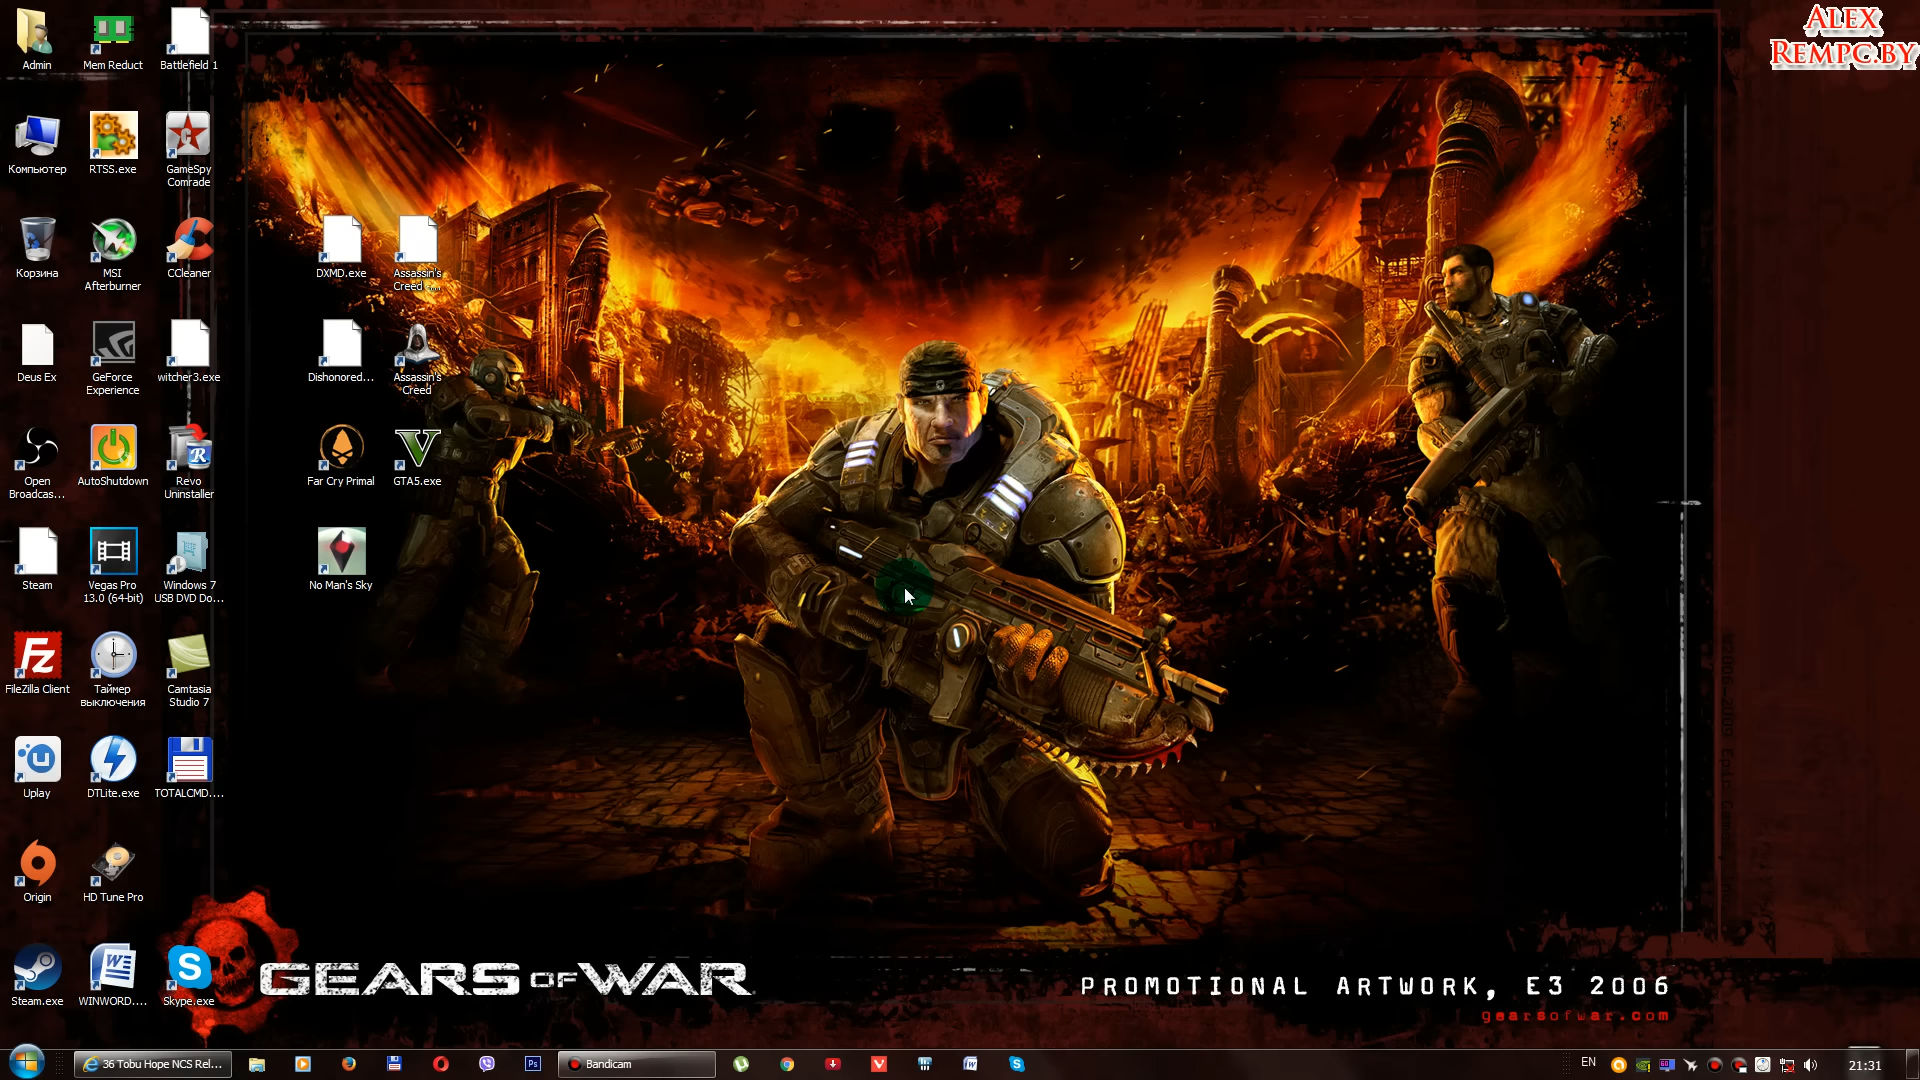 Admin
Mem Reduct
Battlefield 1
ALEX
REMPC.BY
Компьютер
RTSS.exe
GameSpy
Comrade
Корзина
MSI
Afterburner
CCleaner
DXMD.exe
Assassin's
Creed -...
Deus Ex
GeForce
Experience
witcher3.exe
Dishonored...
Assassin's
Creed
Open
Broadcas...
AutoShutdown
Revo
Uninstaller
Far Cry Primal
GTA5.exe
Steam
Vegas Pro
13.0 (64-bit)
Windows 7
USB DVD Do...
No Man's Sky
FileZilla Client
Таймер
выключения
Camtasia
Studio 7
Uplay
DTLite.exe
TOTALCMD....
Origin
HD Tune Pro
Steam.exe
WINWORD....
Skype.exe
GEARS OF WAR
PROMOTIONAL ARTWORK, E3 2006
gearsofwar.com
36 Tobu Hope NCS Rel...
Ps
Bandicam
EN
21:31